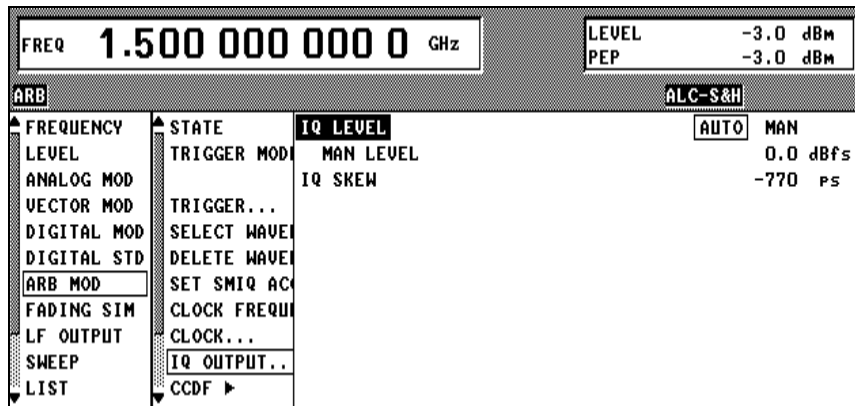 FREQ 1.500 000 000 0 GHz
LEVEL -3.0 dBm
PEP -3.0 dBm
ARB
ALC-S&H
FREQUENCY
LEVEL
ANALOG MOD
VECTOR MOD
DIGITAL MOD
DIGITAL STD
ARB MOD
FADING SIM
LF OUTPUT
SWEEP
LIST
STATE
TRIGGER MOD
TRIGGER...
SELECT WAVE
DELETE WAVE
SET SMIQ AC
CLOCK FREQU
CLOCK...
IQ OUTPUT..
CCDF ▶
IQ LEVEL AUTO MAN
MAN LEVEL 0.0 dBfs
IQ SKEW -770 ps